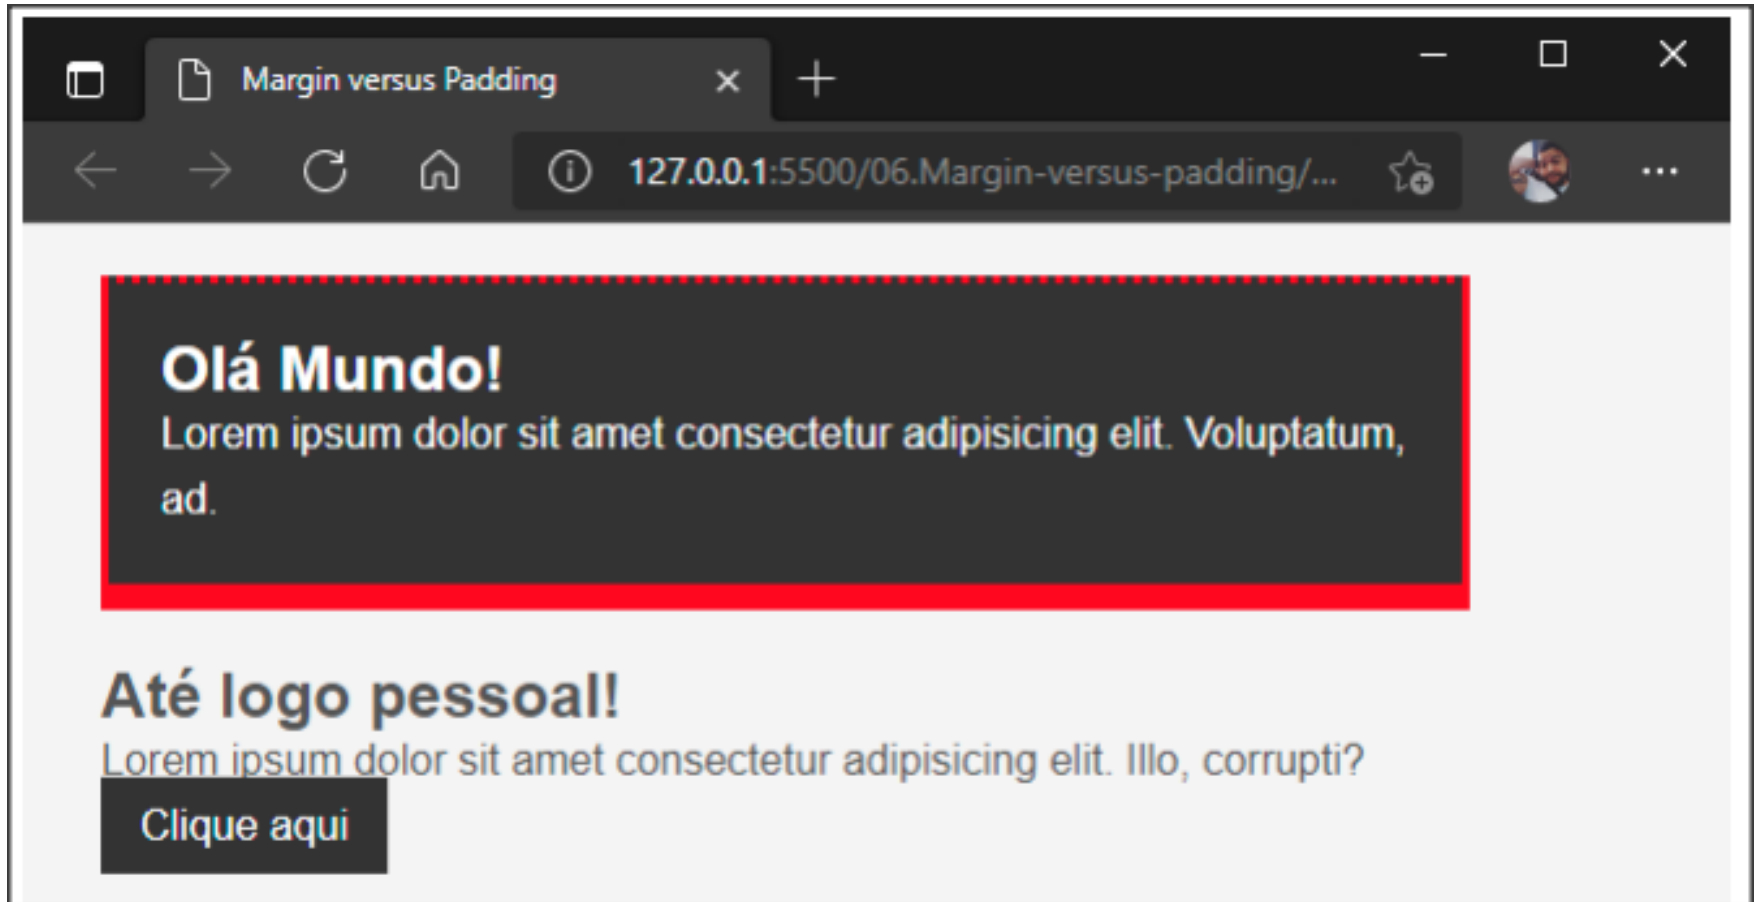 Margin versus Padding
127.0.0.1:5500/06.Margin-versus-padding/...
Olá Mundo!
Lorem ipsum dolor sit amet consectetur adipisicing elit. Voluptatum,
ad.
Até logo pessoal!
Lorem ipsum dolor sit amet consectetur adipisicing elit. Illo, corrupti?
Clique aqui